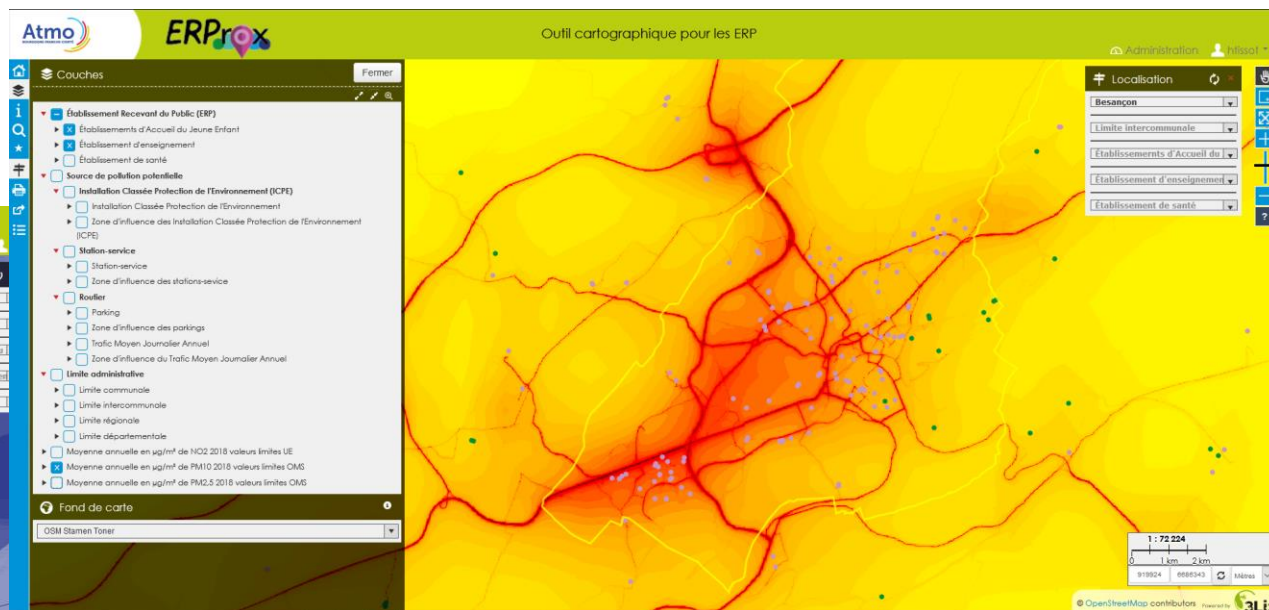 Atmo
ERProx
Outil cartographique pour les ERP
Administration
htissot
Couches
Fermer
Établissement Recevant du Public (ERP)
Établissements d'Accueil du Jeune Enfant
Établissement d'enseignement
Établissement de santé
Source de pollution potentielle
Installation Classée Protection de l'Environnement (ICPE)
Installation Classée Protection de l'Environnement
Zone d'influence des Installation Classée Protection de l'Environnement
(ICPE)
Station-service
Station-service
Zone d'influence des stations-sevice
Routier
Parking
Zone d'influence des parkings
Trafic Moyen Journalier Annuel
Zone d'influence du Trafic Moyen Journalier Annuel
Limite administrative
Limite communale
Limite intercommunale
Limite régionale
Limite départementale
Moyenne annuelle en µg/m³ de NO2 2018 valeurs limites UE
Moyenne annuelle en µg/m³ de PM10 2018 valeurs limites OMS
Moyenne annuelle en µg/m³ de PM2,5 2018 valeurs limites OMS
Fond de carte
OSM Stamen Toner
Localisation
Besançon
Limite intercommunale
Établissements d'Accueil du
Établissement d'enseignemer
Établissement de santé
1 : 72 224
0 1 km 2 km
919924 6685343 Mètres
© OpenStreetMap contributors Powered by 3Li